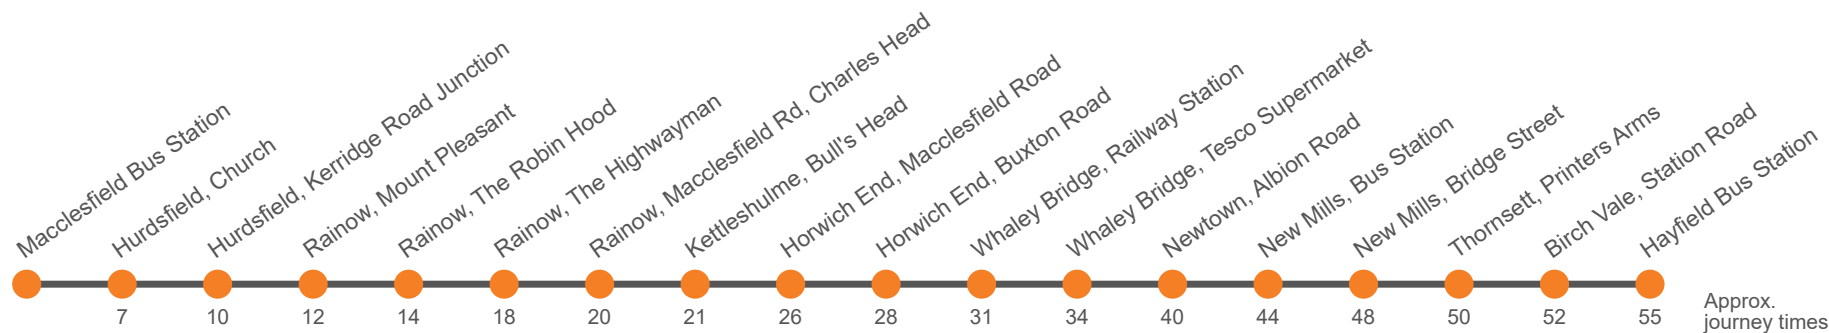 Macclesfield Bus Station
Hurdsfield, Church
Hurdsfield, Kerridge Road Junction
Rainow, Mount Pleasant
Rainow, The Robin Hood
Rainow, The Highwayman
Rainow, Macclesfield Rd, Charles Head
Kettleshulme, Bull's Head
Horwich End, Macclesfield Road
Horwich End, Buxton Road
Whaley Bridge, Railway Station
Whaley Bridge, Tesco Supermarket
Newtown, Albion Road
New Mills, Bus Station
New Mills, Bridge Street
Thornsett, Printers Arms
Birch Vale, Station Road
Hayfield Bus Station
7 10 12 14 18 20 21 26 28 31 34 40 44 48 50 52 55
Approx.
journey times